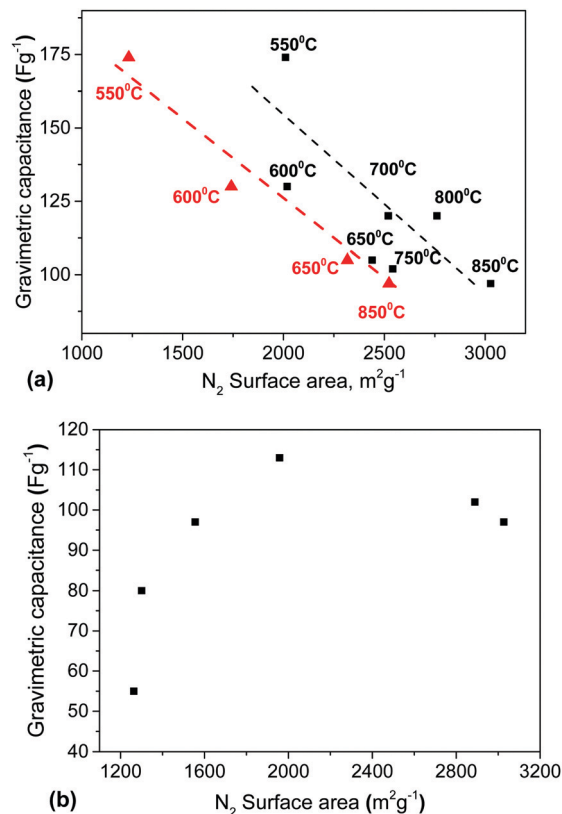 175
150
125
100
1000
1500
2000
2500
3000
Gravimetric capacitance (Fg⁻¹)
550⁰C
550⁰C
600⁰C
600⁰C
700⁰C
800⁰C
650⁰C
650⁰C
750⁰C
850⁰C
850⁰C
(a)
N₂ Surface area, m²g⁻¹
120
110
100
90
80
70
60
50
40
1200
1600
2000
2400
2800
3200
Gravimetric capacitance (Fg⁻¹)
(b)
N₂ Surface area (m²g⁻¹)